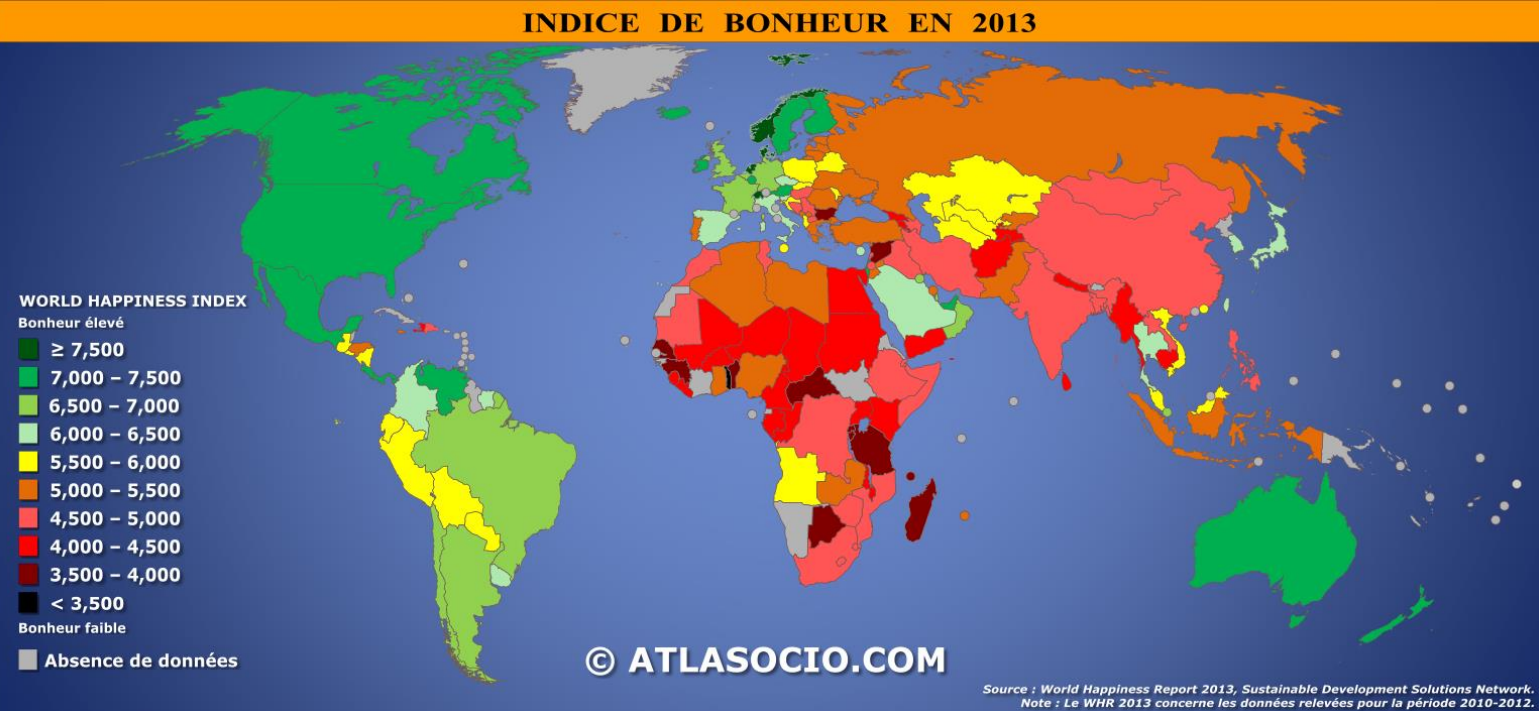 INDICE DE BONHEUR EN 2013
WORLD HAPPINESS INDEX
Bonheur élevé
≥ 7,500
7,000 – 7,500
6,500 – 7,000
6,000 – 6,500
5,500 – 6,000
5,000 – 5,500
4,500 – 5,000
4,000 – 4,500
3,500 – 4,000
< 3,500
Bonheur faible
Absence de données
© ATLASOCIO.COM
Source : World Happiness Report 2013, Sustainable Development Solutions Network.
Note : Le WHR 2013 concerne les données relevées pour la période 2010-2012.